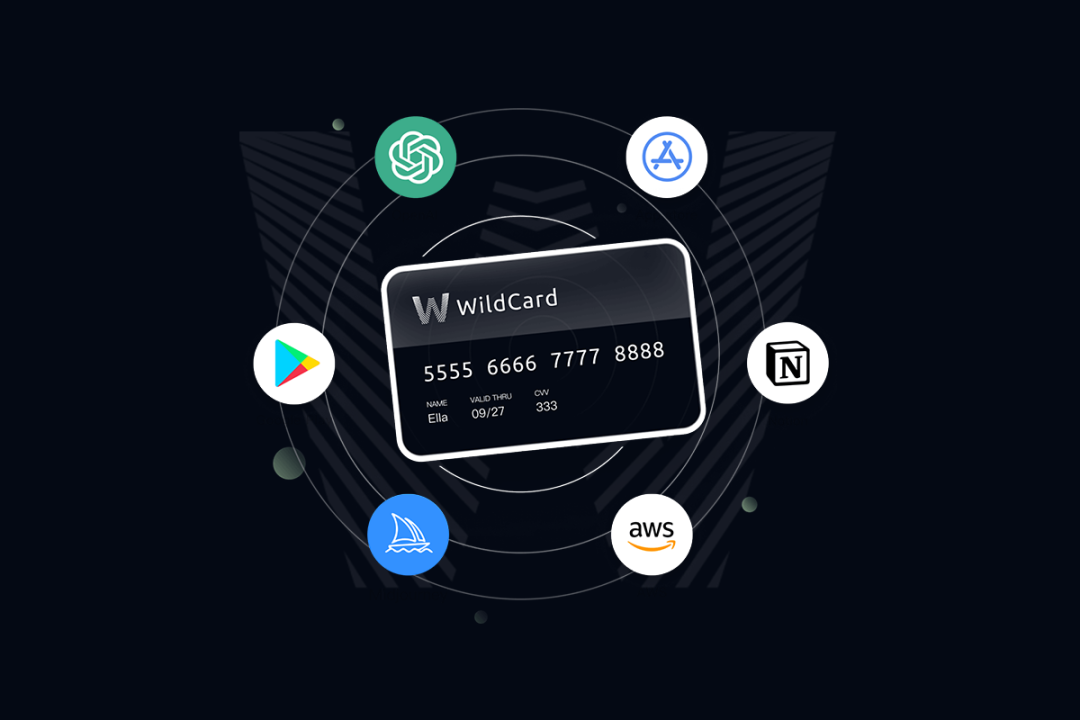 WildCard
5555 6666 7777 8888
NAME VALID THRU CVV
Ella 09/27 333
N
aws